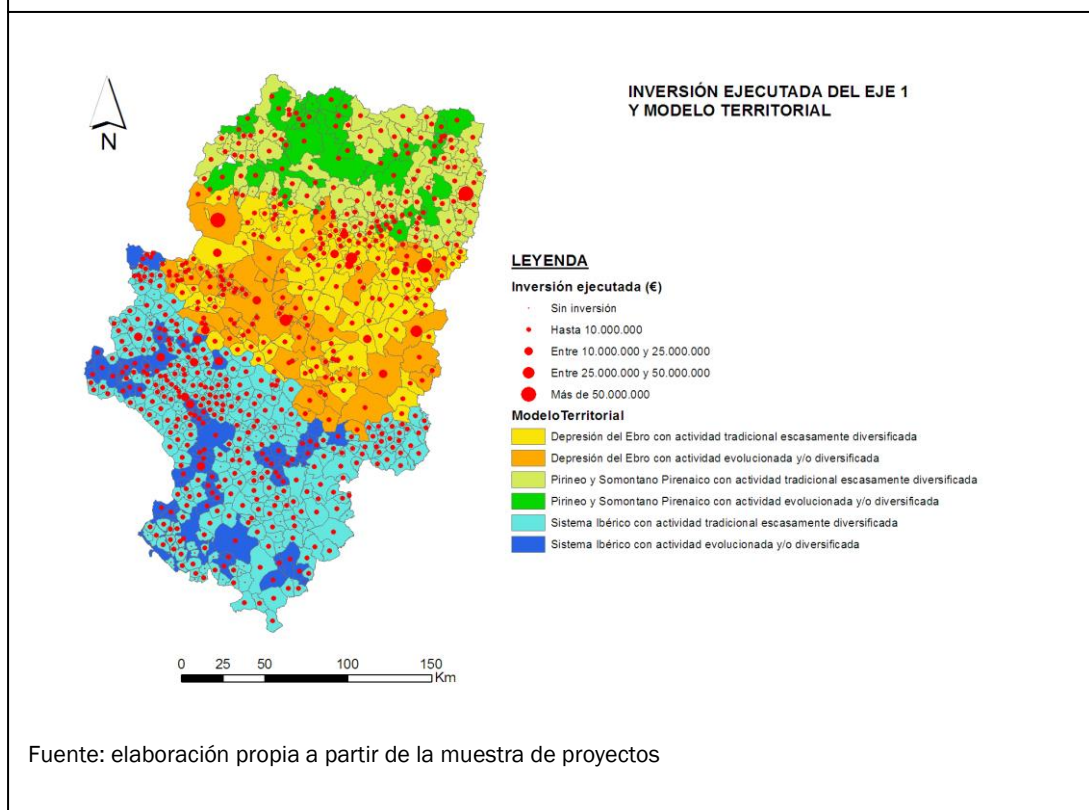 N
INVERSIÓN EJECUTADA DEL EJE 1
Y MODELO TERRITORIAL
LEYENDA
Inversión ejecutada (€)
Sin inversión
Hasta 10.000.000
Entre 10.000.000 y 25.000.000
Entre 25.000.000 y 50.000.000
Más de 50.000.000
ModeloTerritorial
Depresión del Ebro con actividad tradicional escasamente diversificada
Depresión del Ebro con actividad evolucionada y/o diversificada
Pirineo y Somontano Pirenaico con actividad tradicional escasamente diversificada
Pirineo y Somontano Pirenaico con actividad evolucionada y/o diversificada
Sistema Ibérico con actividad tradicional escasamente diversificada
Sistema Ibérico con actividad evolucionada y/o diversificada
0 25 50 100 150
Km
Fuente: elaboración propia a partir de la muestra de proyectos